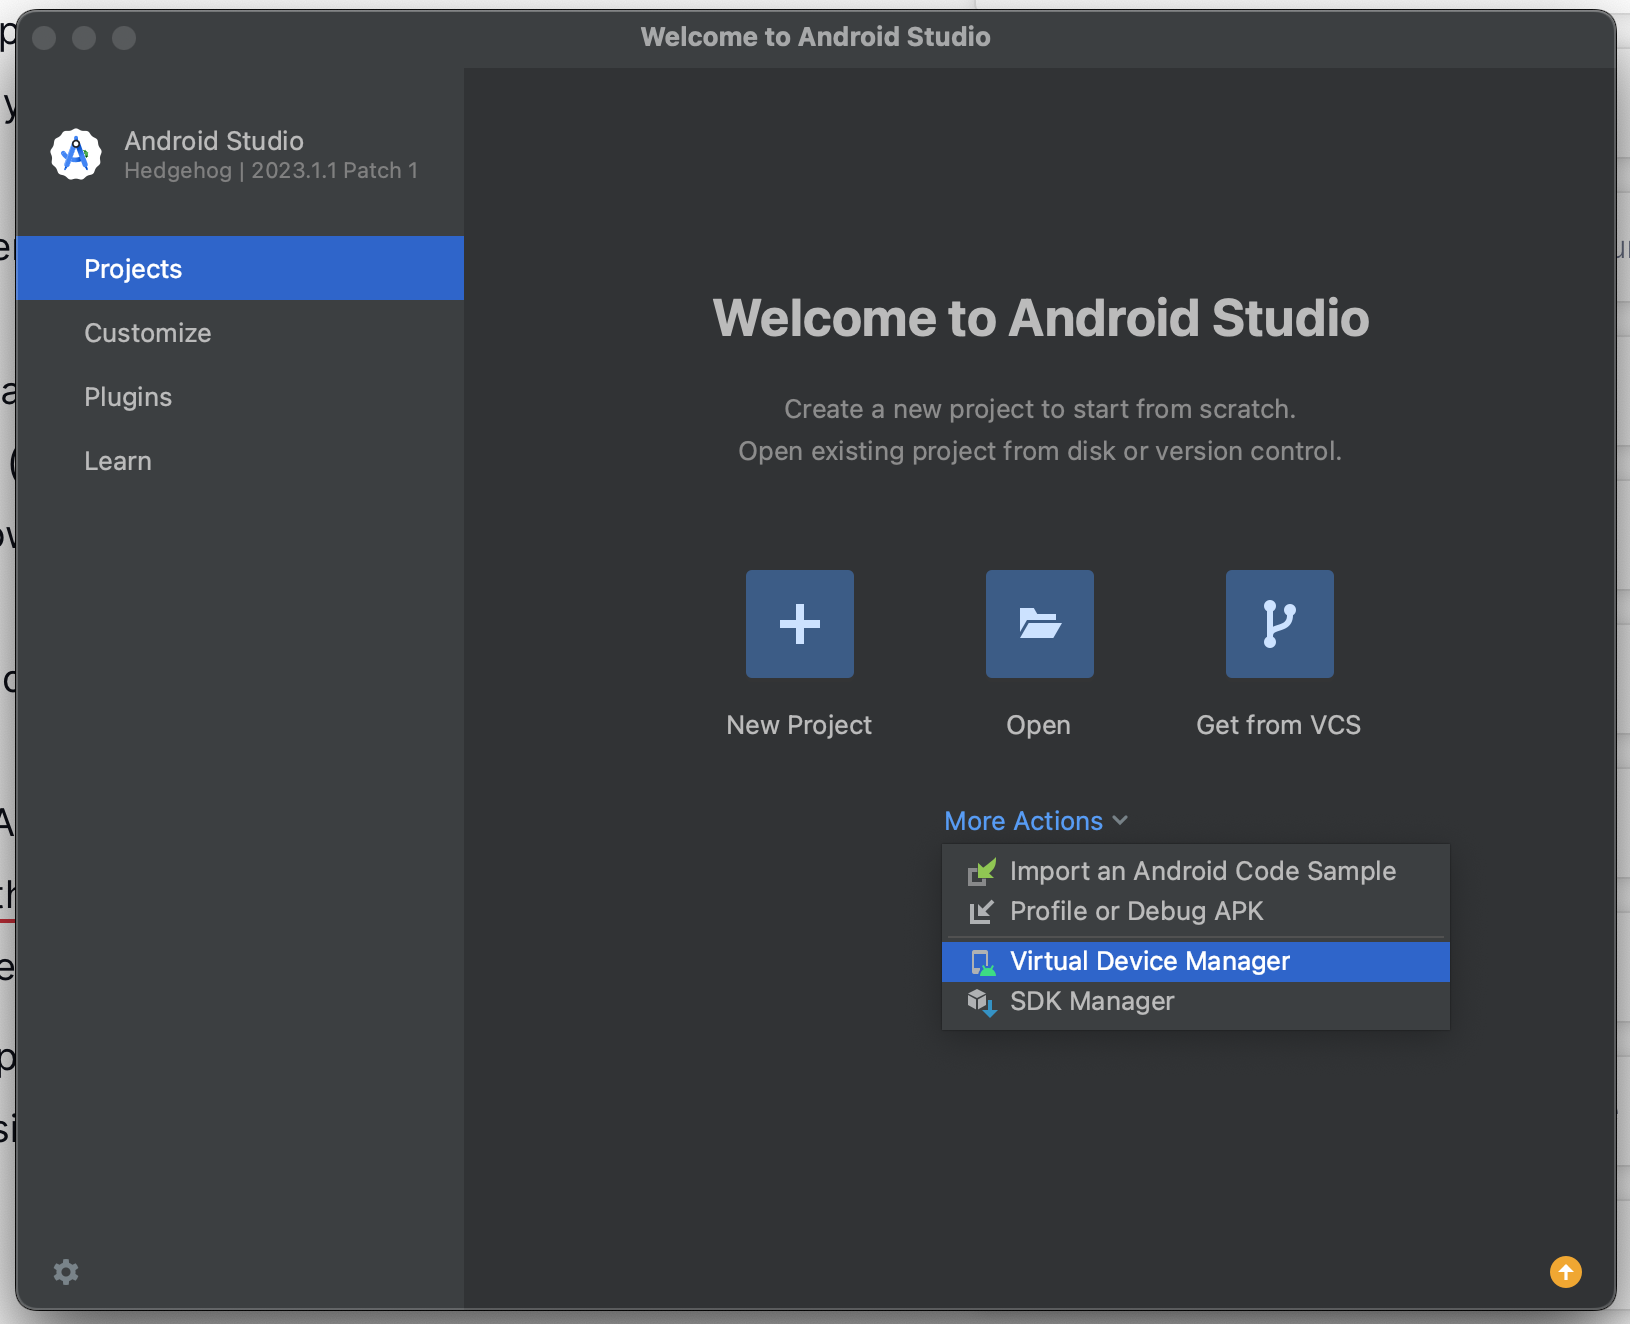 Welcome to Android Studio
Android Studio
Hedgehog | 2023.1.1 Patch 1
Projects
Customize
Plugins
Learn
Welcome to Android Studio
Create a new project to start from scratch.
Open existing project from disk or version control.
New Project
Open
Get from VCS
More Actions
Import an Android Code Sample
Profile or Debug APK
Virtual Device Manager
SDK Manager